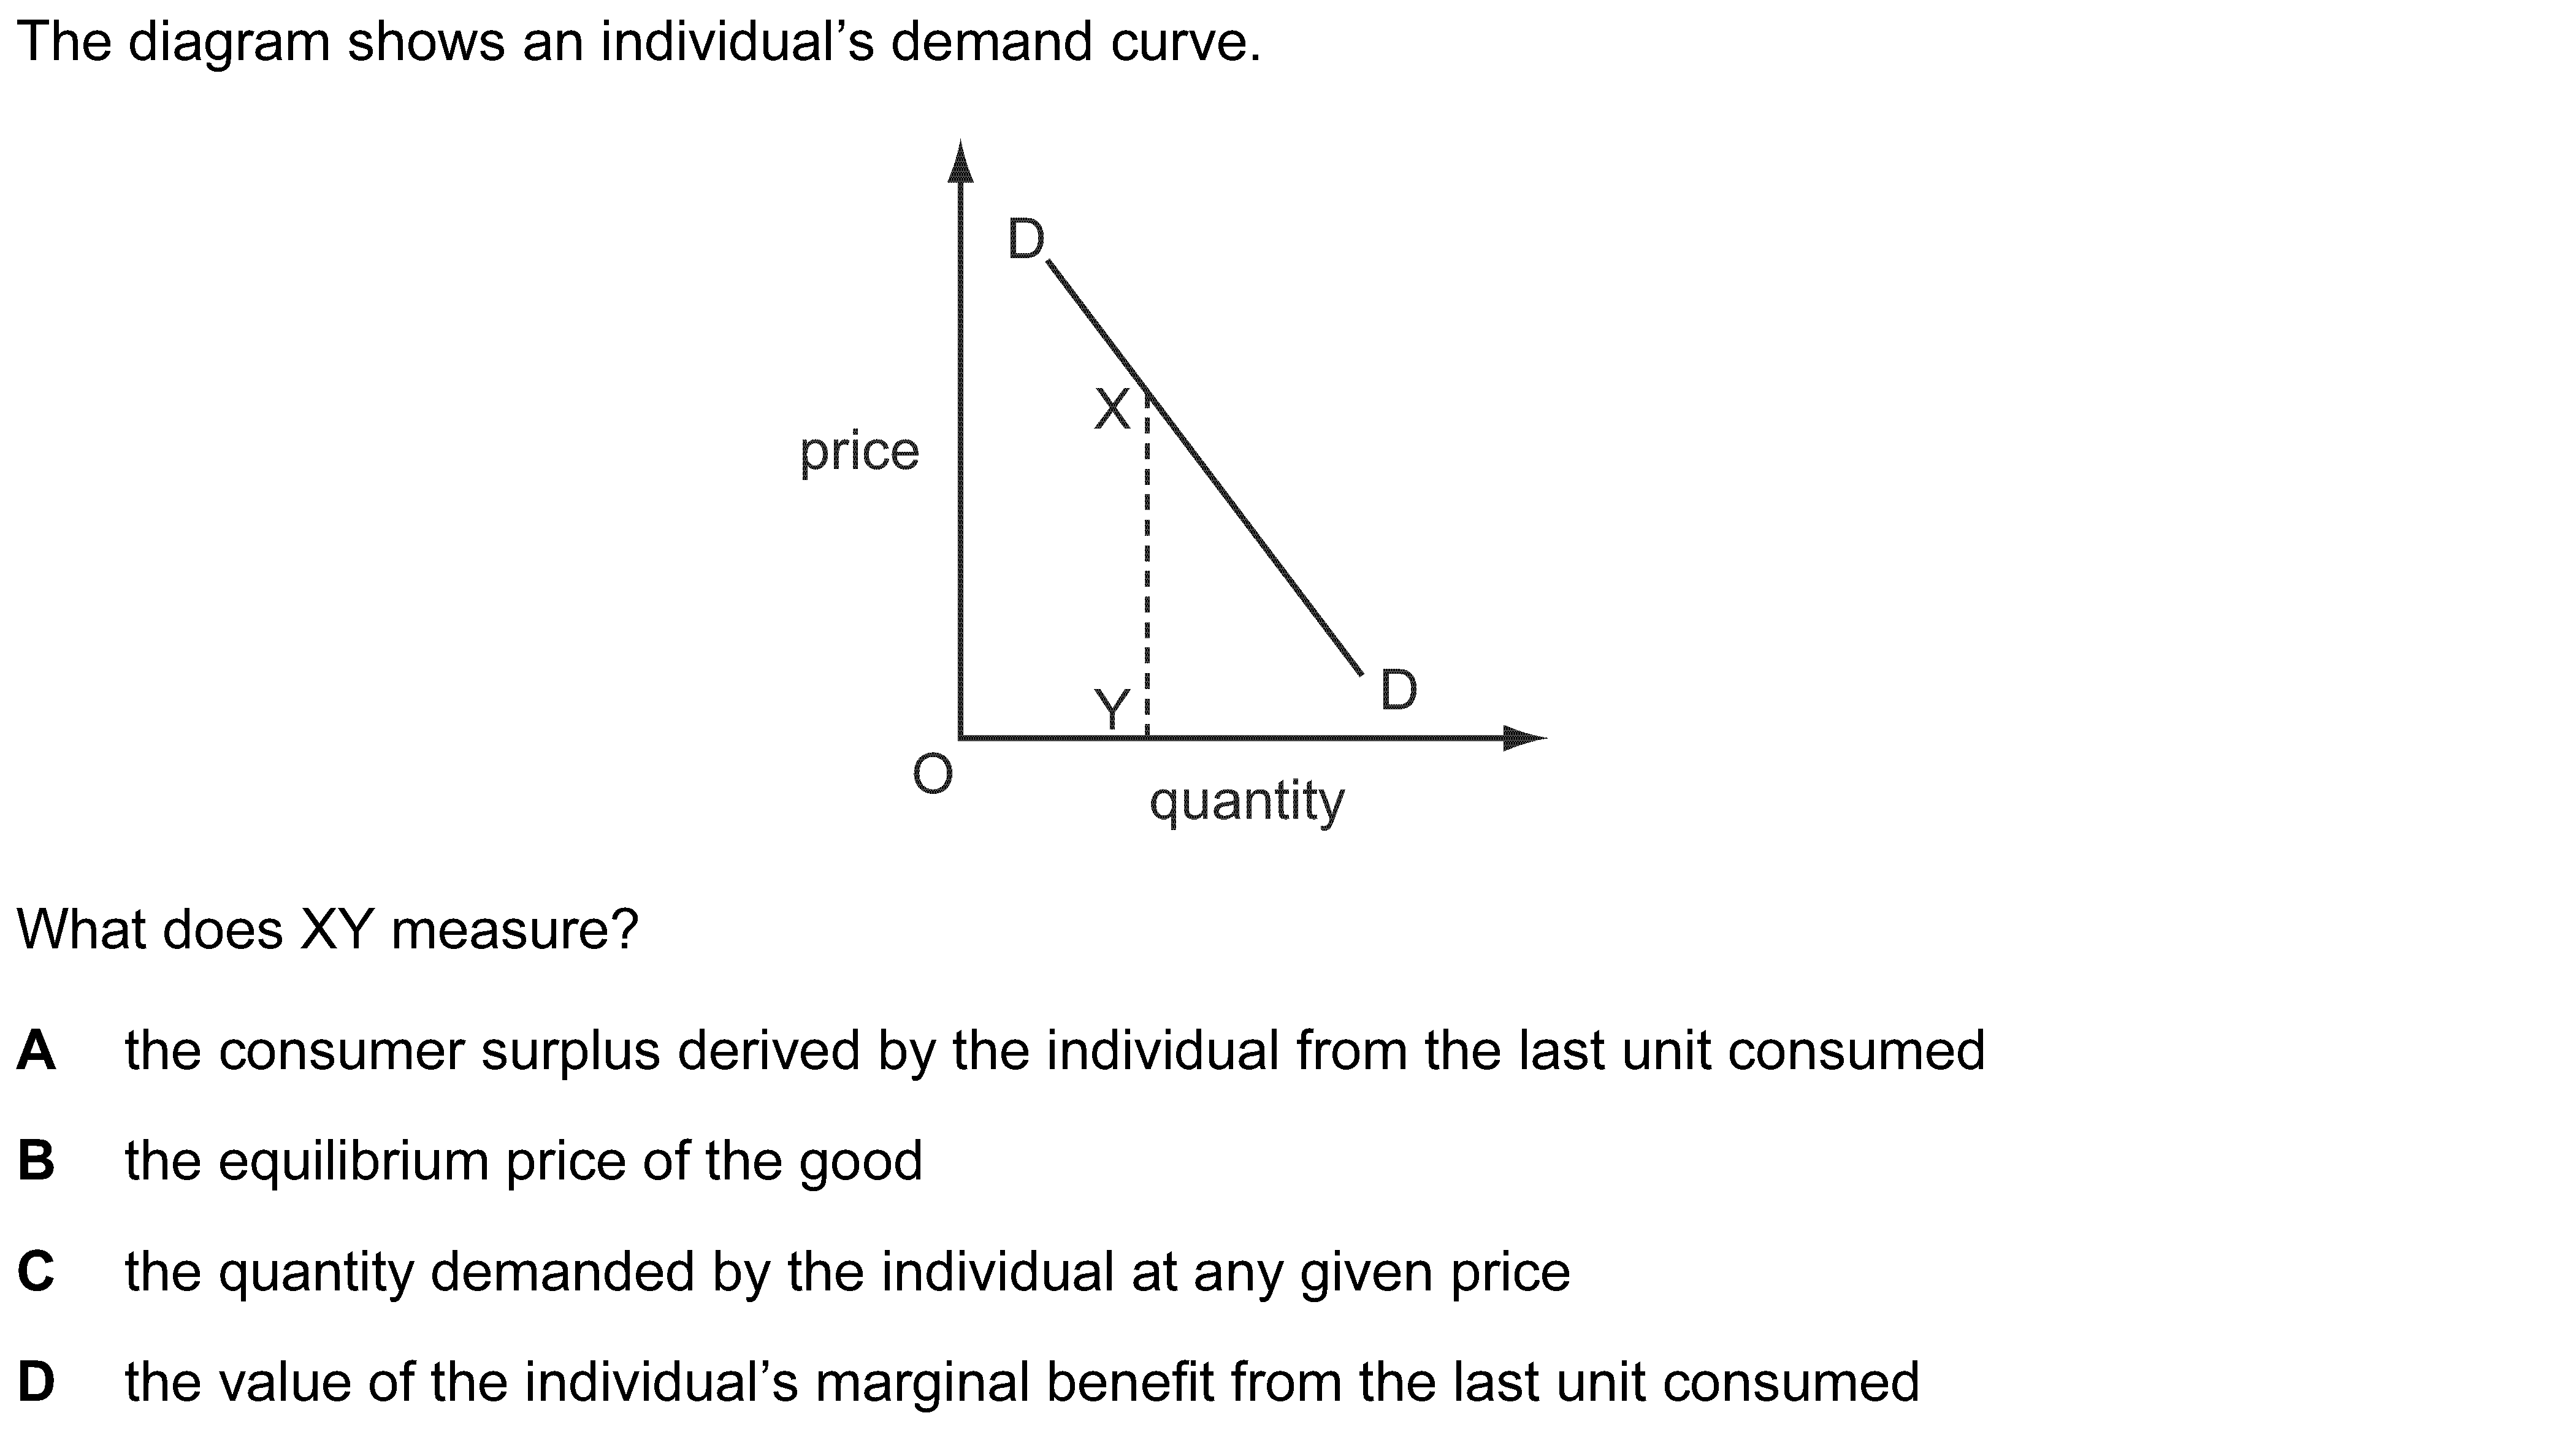 The diagram shows an individual’s demand curve.
D
X
price
Y
D
O
quantity
What does XY measure?
A the consumer surplus derived by the individual from the last unit consumed
B the equilibrium price of the good
C the quantity demanded by the individual at any given price
D the value of the individual’s marginal benefit from the last unit consumed